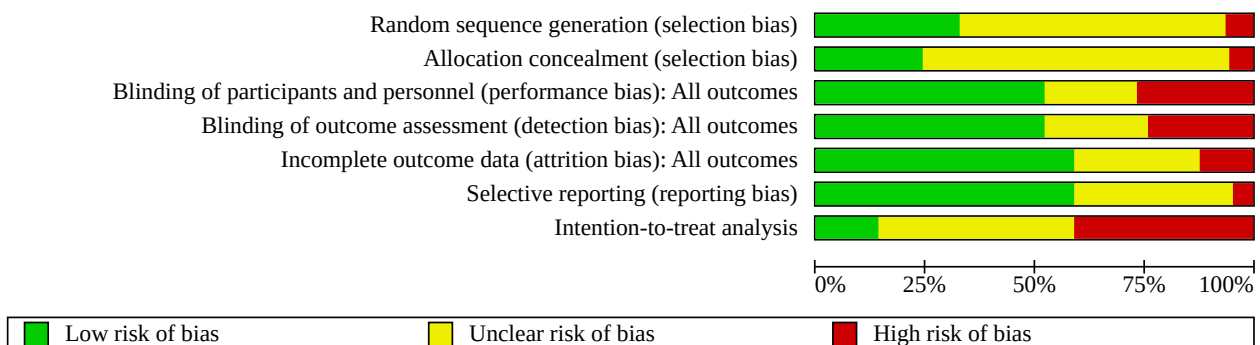 Random sequence generation (selection bias)
Allocation concealment (selection bias)
Blinding of participants and personnel (performance bias): All outcomes
Blinding of outcome assessment (detection bias): All outcomes
Incomplete outcome data (attrition bias): All outcomes
Selective reporting (reporting bias)
Intention-to-treat analysis
0% 25% 50% 75% 100%
Low risk of bias Unclear risk of bias High risk of bias